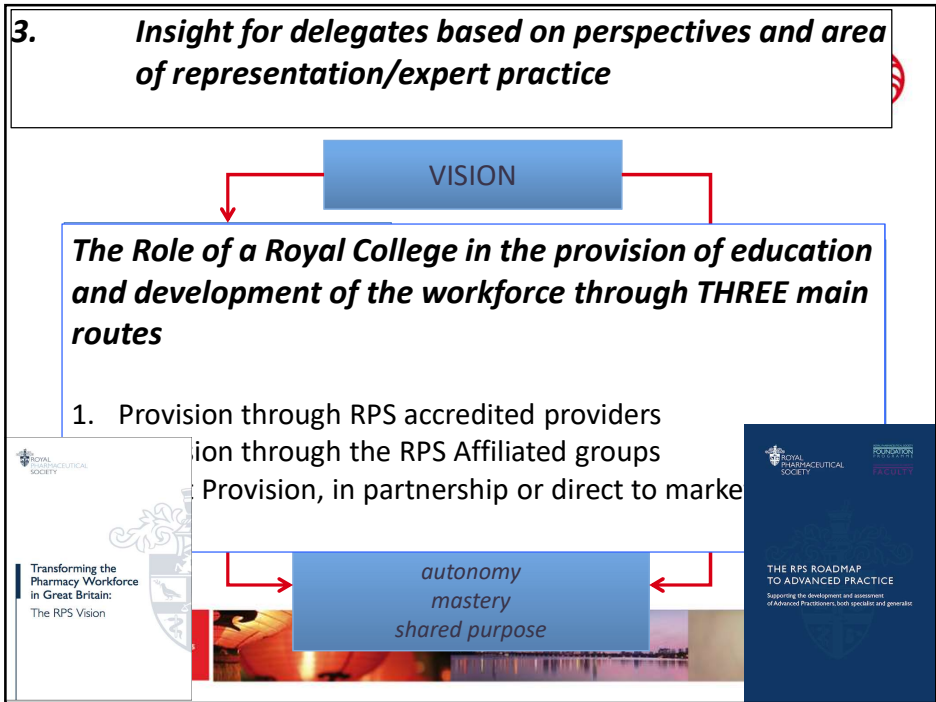 3. Insight for delegates based on perspectives and area
of representation/expert practice
VISION
The Role of a Royal College in the provision of education
and development of the workforce through THREE main
routes
1. Provision through RPS accredited providers
sion through the RPS Affiliated groups
Provision, in partnership or direct to marke
ROYAL
PHARMACEUTICAL
SOCIETY
Transforming the
Pharmacy Workforce
in Great Britain:
The RPS Vision
autonomy
mastery
shared purpose
ROYAL
PHARMACEUTICAL
SOCIETY
FOUNDATION
PROGRAMME
FACULTY
THE RPS ROADMAP
TO ADVANCED PRACTICE
Supporting the development and assessment
of Advanced Practitioners, both specialist and generalist